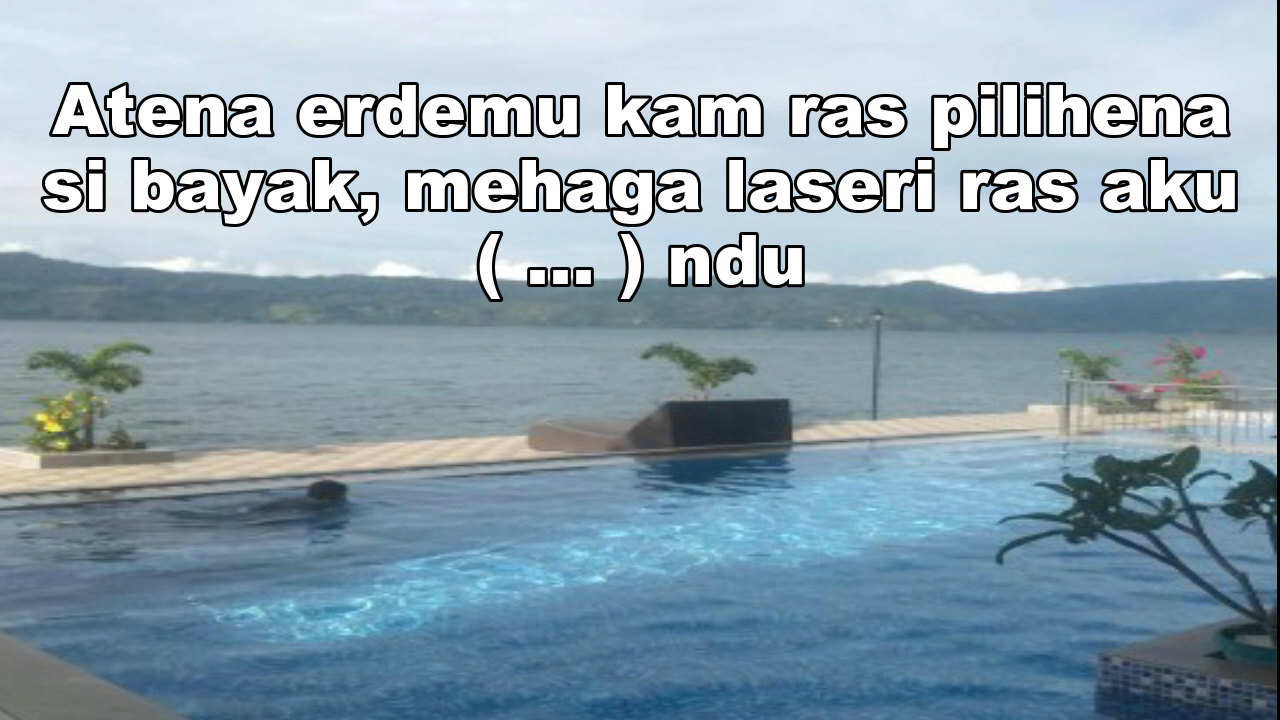 Atena erdemu kam ras pilihena
si bayak, mehaga laseri ras aku
( ... ) ndu